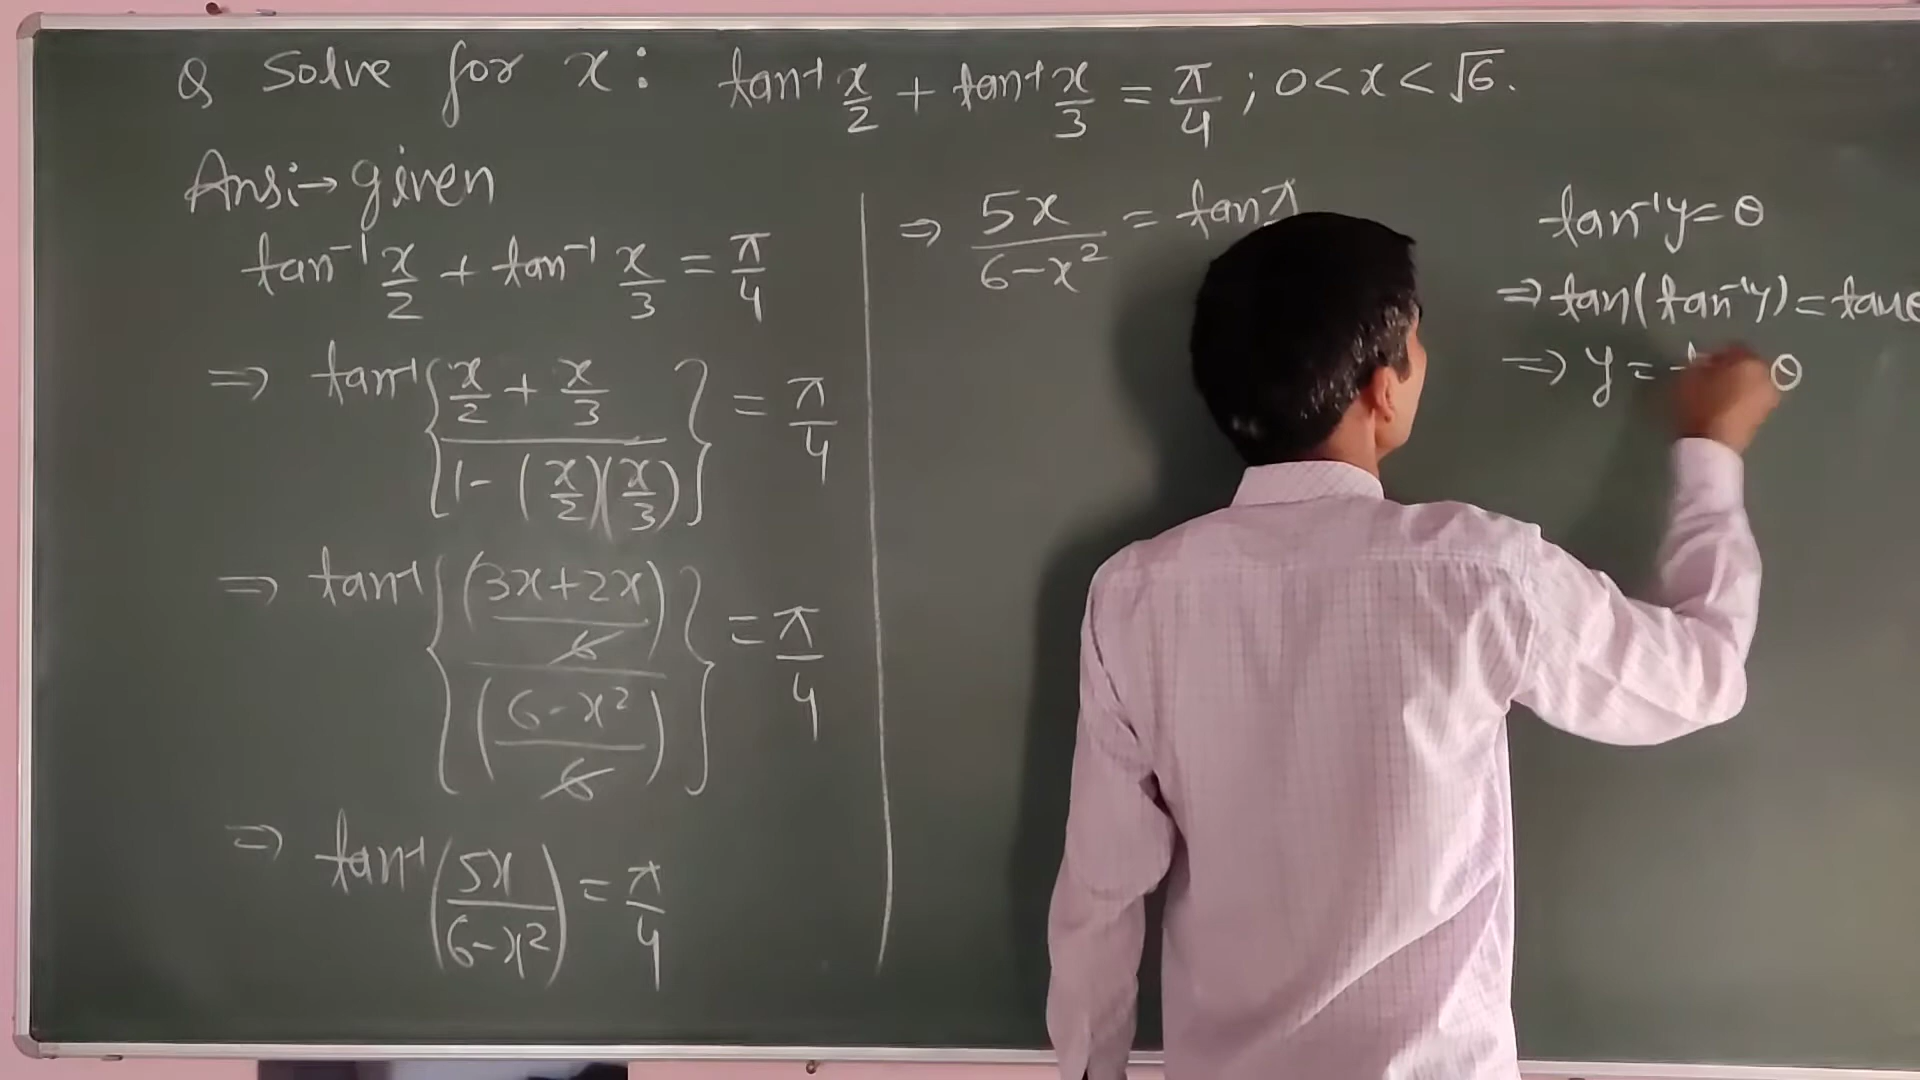 Q Solve for x: tan⁻¹ x/2 + tan⁻¹ x/3 = π/4 ; 0 < x < √6.
Ans:→ given
tan⁻¹ x/2 + tan⁻¹ x/3 = π/4
⇒ tan⁻¹ { (x/2 + x/3) / (1 - (x/2)(x/3)) } = π/4
⇒ tan⁻¹ { ((3x+2x)/6) / ((6-x²)/6) } = π/4
⇒ tan⁻¹ (5x/(6-x²)) = π/4
⇒ 5x/(6-x²) = tan π
tan⁻¹y = θ
⇒ tan(tan⁻¹y) = tan
⇒ y = θ